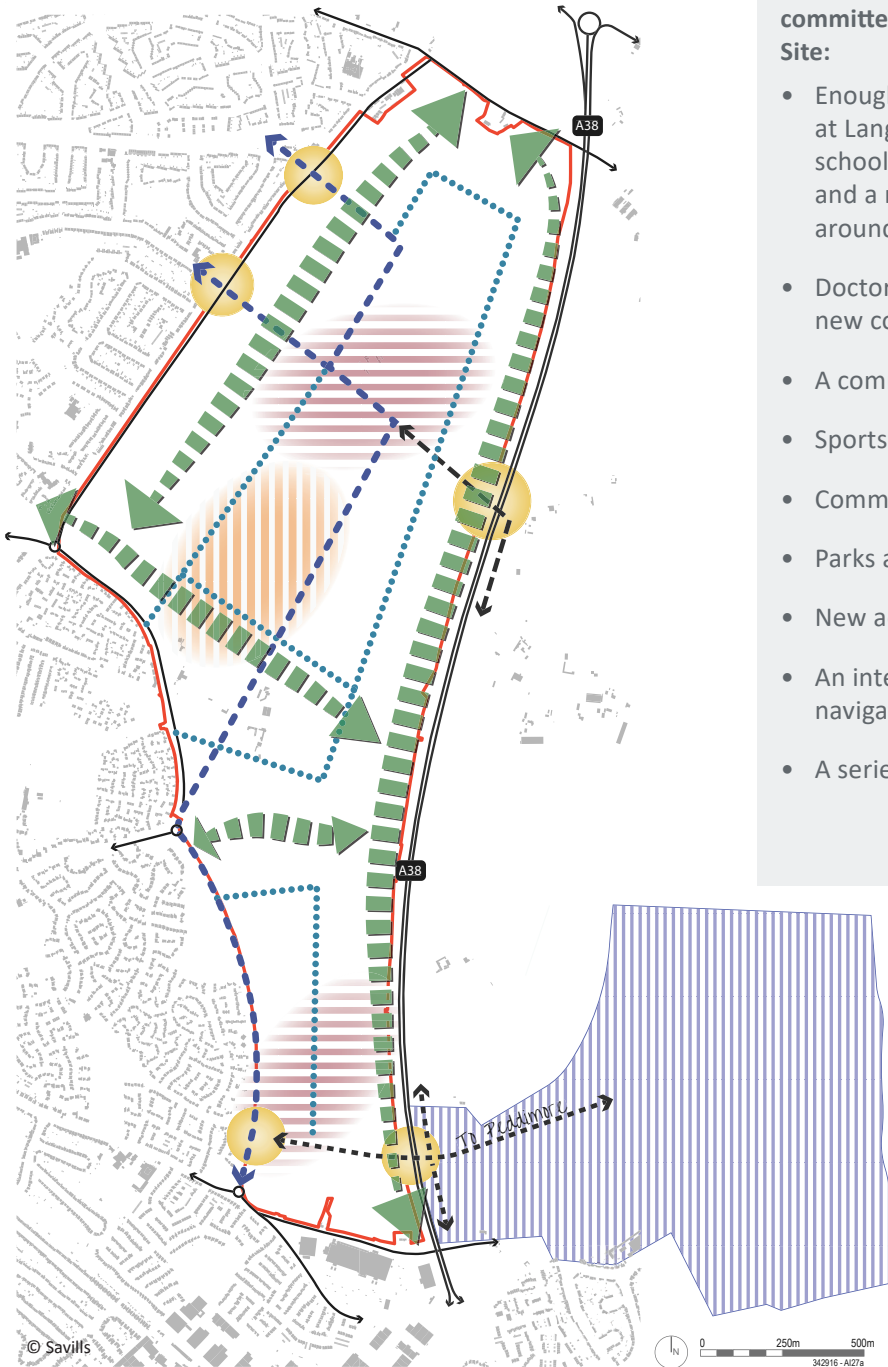 committe
Site:
• Enoug
at Lang
school
and a r
around
• Doctor
new co
• A com
• Sports
• Comm
• Parks a
• New a
• An inte
naviga
• A serie
A38
A38
To Peddimore
© Savills
N
0 250m 500m
342916 - AI27a